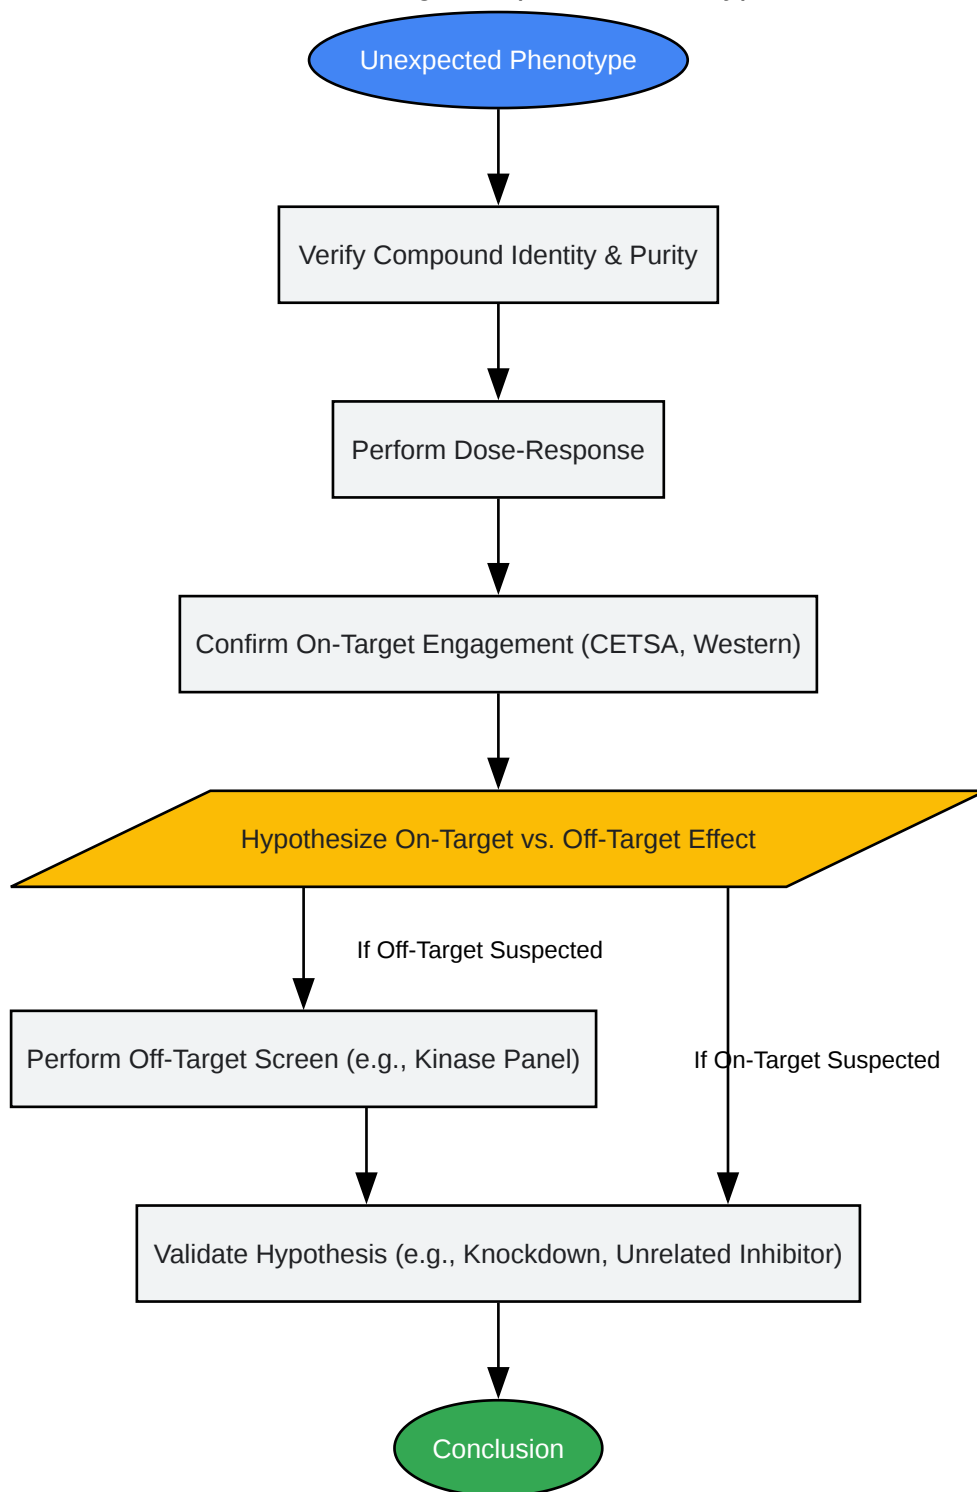 Unexpected Phenotype
Verify Compound Identity & Purity
Perform Dose-Response
Confirm On-Target Engagement (CETSA, Western)
Hypothesize On-Target vs. Off-Target Effect
If Off-Target Suspected
Perform Off-Target Screen (e.g., Kinase Panel)
If On-Target Suspected
Validate Hypothesis (e.g., Knockdown, Unrelated Inhibitor)
Conclusion